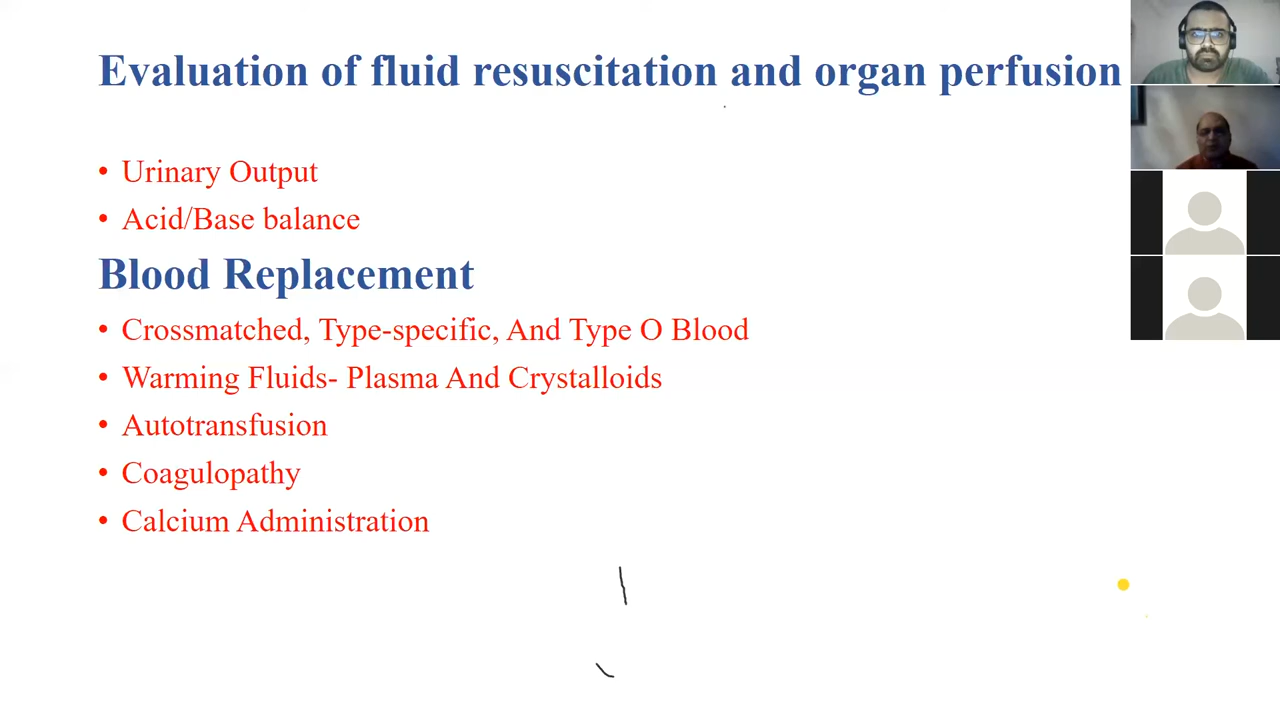 Evaluation of fluid resuscitation and organ perfusion
• Urinary Output
• Acid/Base balance
Blood Replacement
• Crossmatched, Type-specific, And Type O Blood
• Warming Fluids- Plasma And Crystalloids
• Autotransfusion
• Coagulopathy
• Calcium Administration